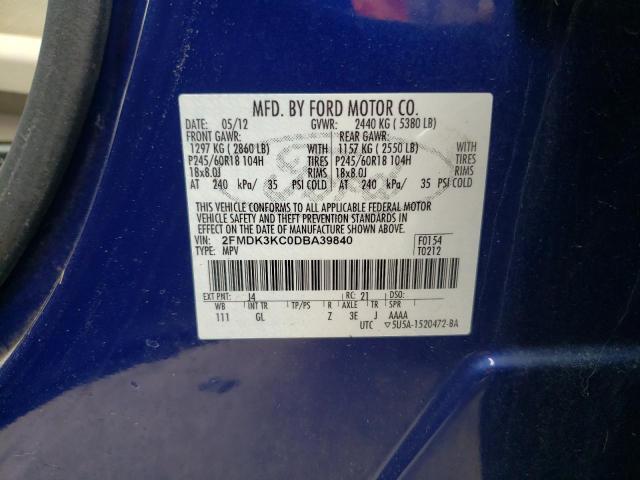 MFD. BY FORD MOTOR CO.
DATE: 05/12 GVWR: 2440 KG ( 5380 LB)
FRONT GAWR: REAR GAWR:
1297 KG ( 2860 LB) WITH 1157 KG ( 2550 LB) WITH
P245/60R18 104H TIRES P245/60R18 104H TIRES
18x8.0J RIMS 18x8.0J RIMS
AT 240 kPa/ 35 PSI COLD AT 240 kPa/ 35 PSI COLD
THIS VEHICLE CONFORMS TO ALL APPLICABLE FEDERAL MOTOR
VEHICLE SAFETY AND THEFT PREVENTION STANDARDS IN
EFFECT ON THE DATE OF MANUFACTURE SHOWN ABOVE.
VIN: 2FMDK3KC0DBA39840 F0154
TYPE: MPV T0212
EXT PNT: J4 RC: 21 DSO:
WB INT TR TP/PS R AXLE TR SPR
111 GL Z 3E J AAAA
UTC ▽5U5A-1520472-BA